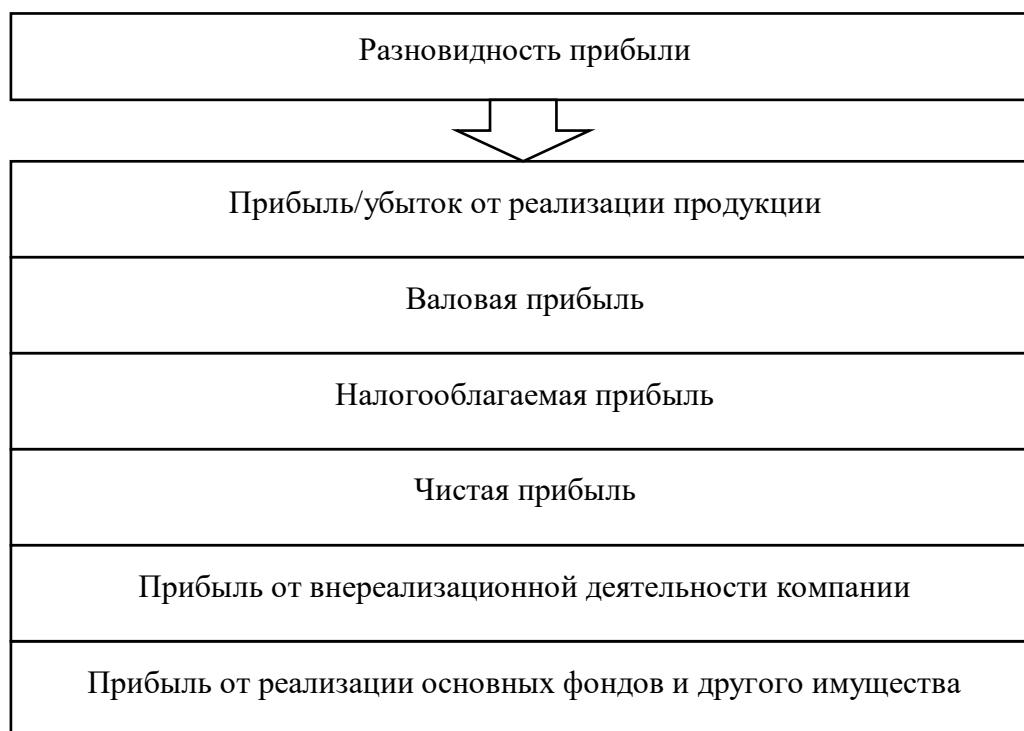 Разновидность прибыли
Прибыль/убыток от реализации продукции
Валовая прибыль
Налогооблагаемая прибыль
Чистая прибыль
Прибыль от внереализационной деятельности компании
Прибыль от реализации основных фондов и другого имущества